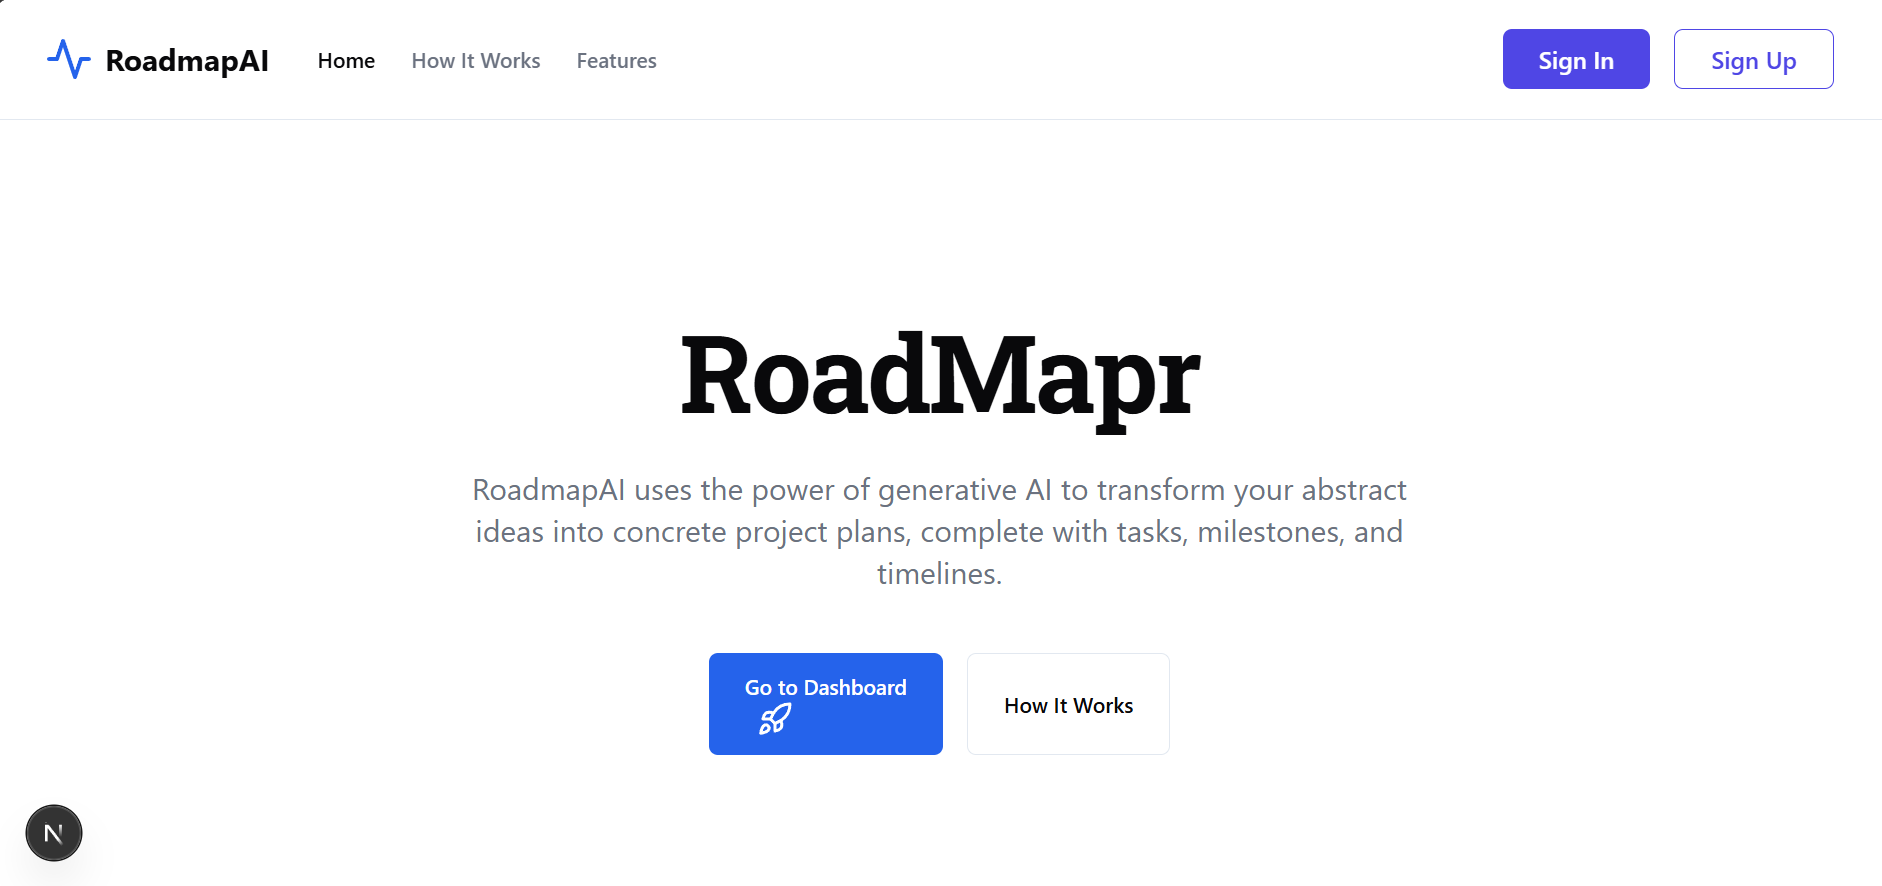 RoadmapAI
Home
How It Works
Features
Sign In
Sign Up
RoadMapr
RoadmapAI uses the power of generative AI to transform your abstract
ideas into concrete project plans, complete with tasks, milestones, and
timelines.
Go to Dashboard
How It Works
N